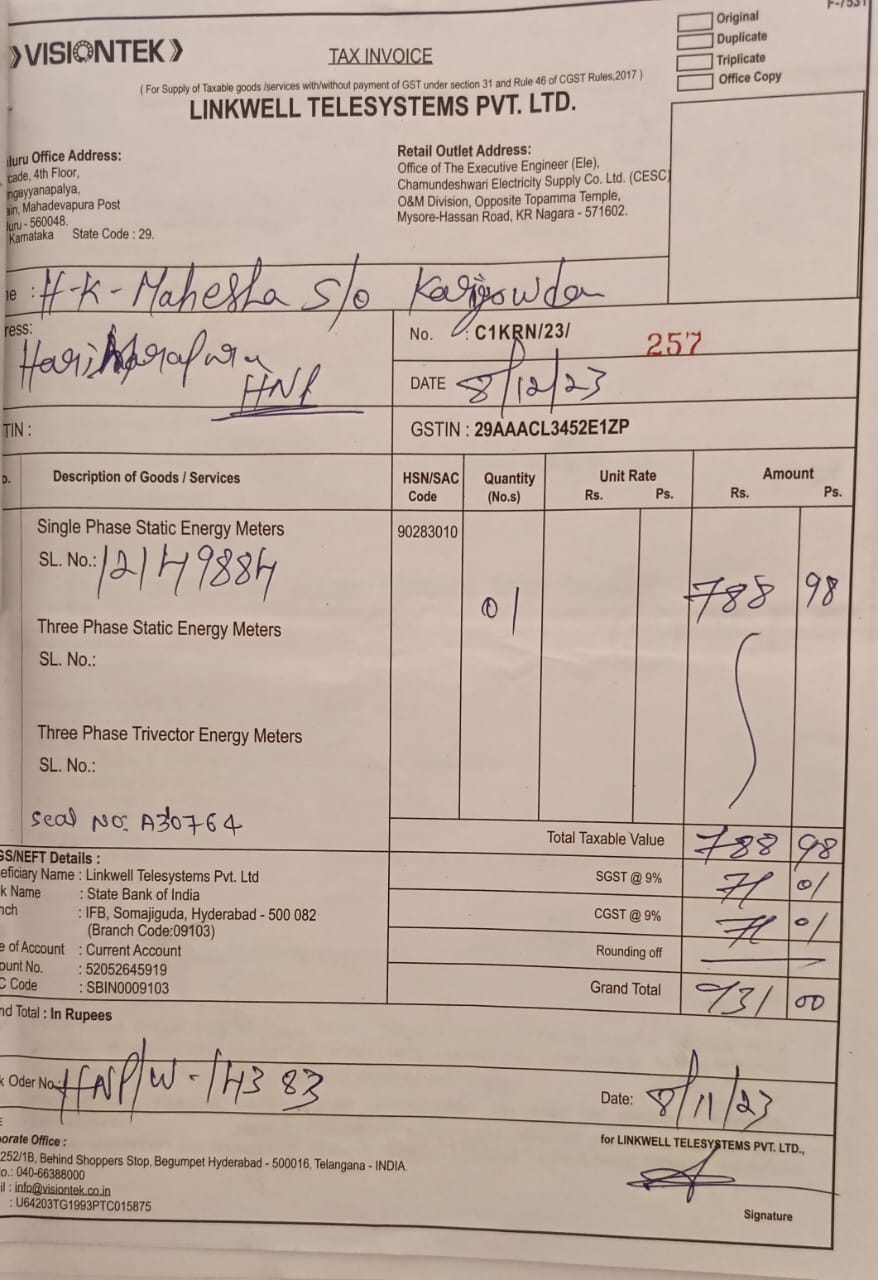 F-7531
VISIONTEK
TAX INVOICE
Original
Duplicate
Triplicate
Office Copy
( For Supply of Taxable goods /services with/without payment of GST under section 31 and Rule 46 of CGST Rules,2017 )
LINKWELL TELESYSTEMS PVT. LTD.
luru Office Address:
cade, 4th Floor,
ngayyanapalya,
ain, Mahadevapura Post
luru - 560048.
Karnataka State Code : 29.
Retail Outlet Address:
Office of The Executive Engineer (Ele),
Chamundeshwari Electricity Supply Co. Ltd. (CESC)
O&M Division, Opposite Topamma Temple,
Mysore-Hassan Road, KR Nagara - 571602.
ne : H-K-Mahesha S/o Karigowda
ress:
Hariharapura
HNP
No. : C1KRN/23/ 257
DATE 8/12/23
TIN :
GSTIN : 29AAACL3452E1ZP
o. Description of Goods / Services HSN/SAC Code Quantity (No.s) Unit Rate Rs. Ps. Amount Rs. Ps.
Single Phase Static Energy Meters 90283010
SL. No.: 12149884
01 788 98
Three Phase Static Energy Meters
SL. No.:
Three Phase Trivector Energy Meters
SL. No.:
Seal No: A30764
Total Taxable Value 788 98
SGST @ 9% 71 01
CGST @ 9% 71 01
Rounding off
Grand Total 931 00
GS/NEFT Details :
eficiary Name : Linkwell Telesystems Pvt. Ltd
k Name : State Bank of India
nch : IFB, Somajiguda, Hyderabad - 500 082
(Branch Code:09103)
e of Account : Current Account
ount No. : 52052645919
C Code : SBIN0009103
nd Total : In Rupees
k Oder No. HNP/W-14383
Date: 8/11/23
orate Office :
252/1B, Behind Shoppers Stop, Begumpet Hyderabad - 500016, Telangana - INDIA.
o.: 040-66388000
il : info@visiontek.co.in
: U64203TG1993PTC015875
for LINKWELL TELESYSTEMS PVT. LTD.,
Signature